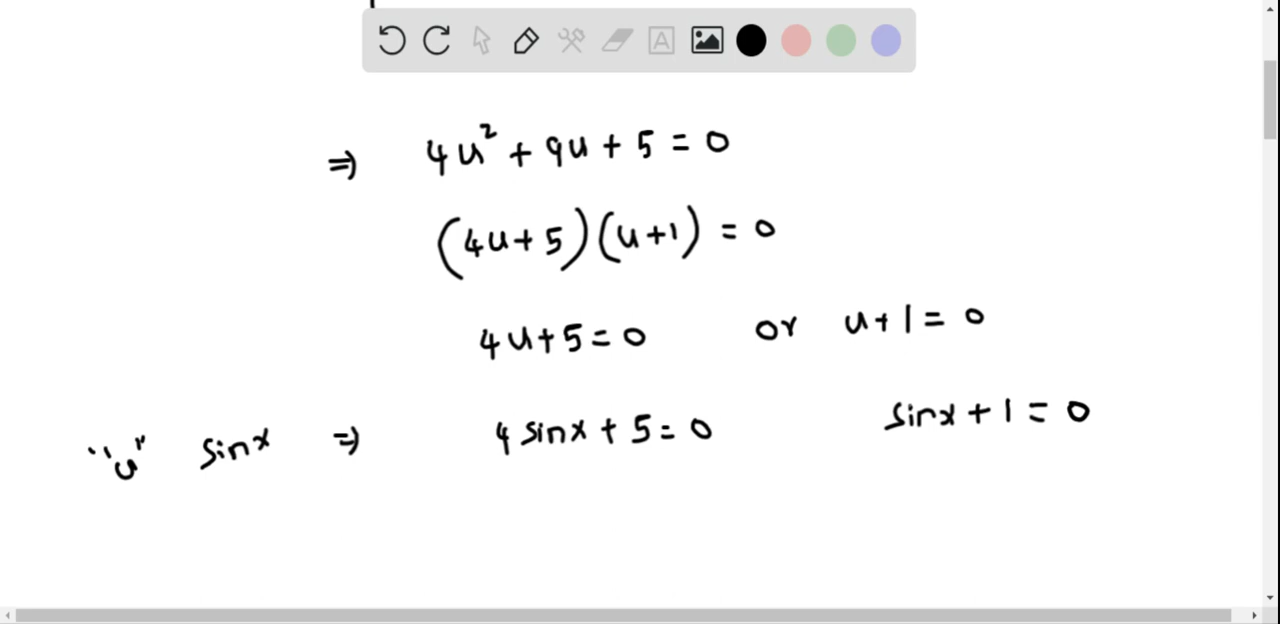 ⇒ 4u² + 9u + 5 = 0
(4u + 5)(u + 1) = 0
4u + 5 = 0 or u + 1 = 0
"u" sinx ⇒ 4 sinx + 5 = 0 sinx + 1 = 0